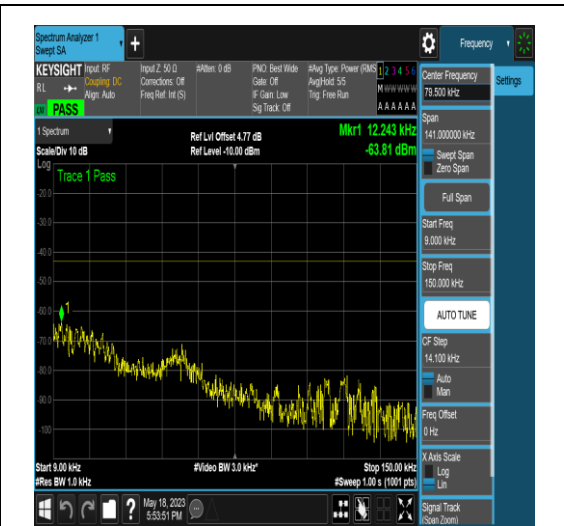 Spectrum Analyzer 1
Swept SA
+
Frequency
KEYSIGHT
Input: RF
Input Z: 50 Ω
#Atten: 0 dB
PNO: Best Wide
#Avg Type: Power (RMS
1 2 3 4 5 6
RL
Coupling: DC
Corrections: Off
Gate: Off
Avg|Hold: 5/5
M W W W W W
Align: Auto
Freq Ref: Int (S)
IF Gain: Low
Trig: Free Run
Sig Track: Off
A A A A A A
PASS
1 Spectrum
Ref Lvl Offset 4.77 dB
Mkr1 12.243 kHz
Scale/Div 10 dB
Ref Level -10.00 dBm
-63.81 dBm
Log
Trace 1 Pass
-20.0
-30.0
-40.0
-50.0
-60.0
1
-70.0
-80.0
-90.0
-100
Start 9.00 kHz
#Video BW 3.0 kHz*
Stop 150.00 kHz
#Res BW 1.0 kHz
#Sweep 1.00 s (1001 pts)
?
May 18, 2023
5:53:51 PM
Center Frequency
79.500 kHz
Settings
Span
141.000000 kHz
Swept Span
Zero Span
Full Span
Start Freq
9.000 kHz
Stop Freq
150.000 kHz
AUTO TUNE
CF Step
14.100 kHz
Auto
Man
Freq Offset
0 Hz
X Axis Scale
Log
Lin
Signal Track
(Span Zoom)